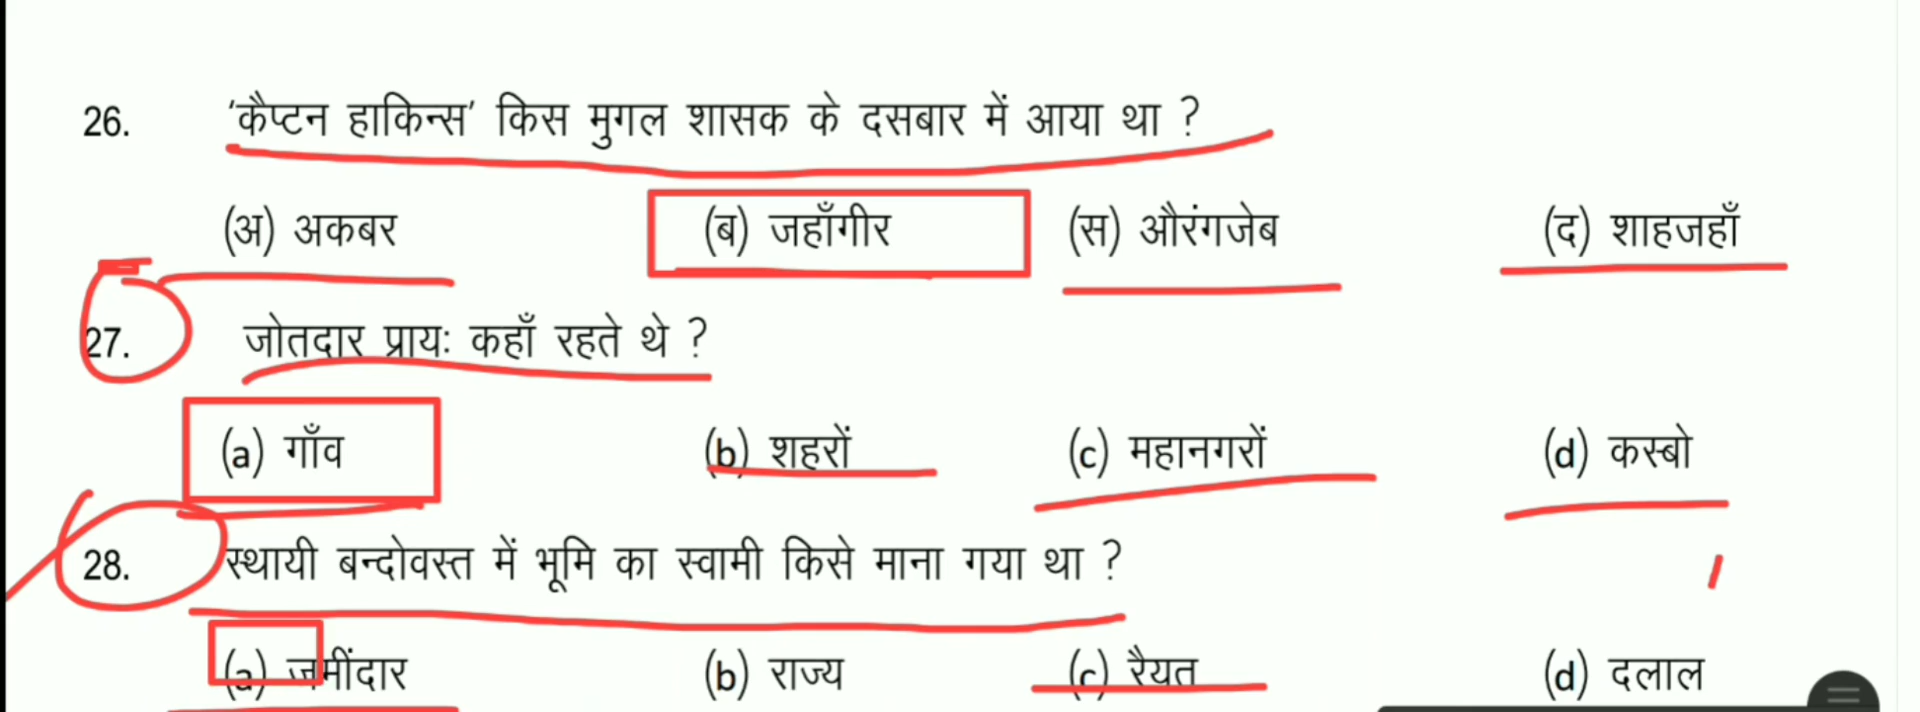 26. 'कैप्टन हाकिन्स' किस मुगल शासक के दसबार में आया था ?
(अ) अकबर (ब) जहाँगीर (स) औरंगजेब (द) शाहजहाँ
27. जोतदार प्रायः कहाँ रहते थे ?
(a) गाँव (b) शहरों (c) महानगरों (d) कस्बो
28. स्थायी बन्दोवस्त में भूमि का स्वामी किसे माना गया था ?
(a) जमींदार (b) राज्य (c) रैयत (d) दलाल